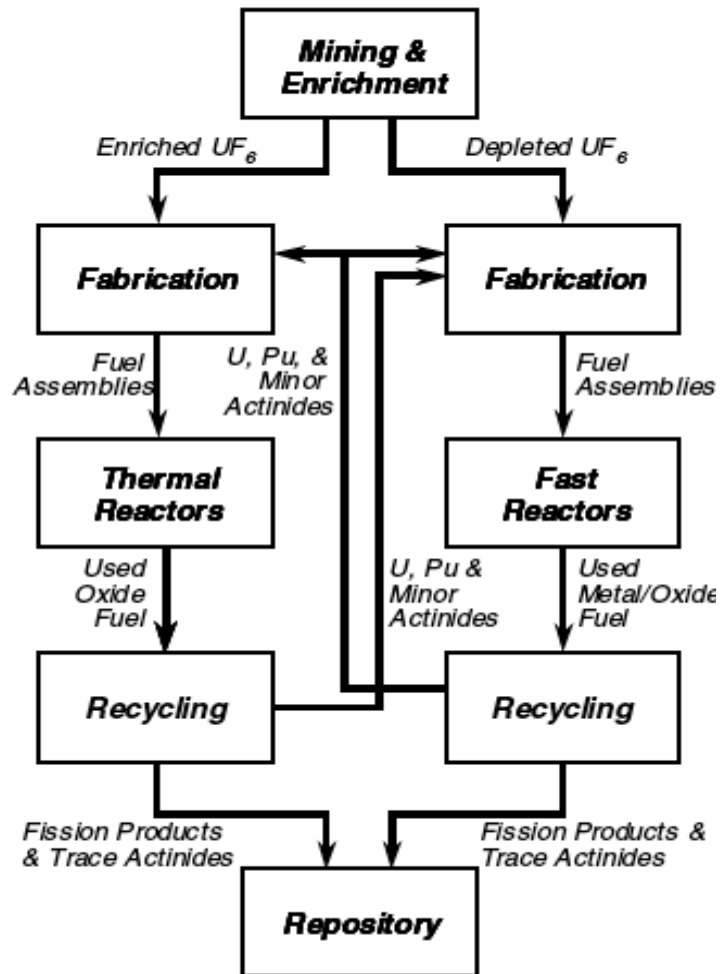 Mining &
Enrichment
Enriched UF₆
Depleted UF₆
Fabrication
Fabrication
Fuel
Assemblies
U, Pu, &
Minor
Actinides
Fuel
Assemblies
Thermal
Reactors
Fast
Reactors
Used
Oxide
Fuel
U, Pu &
Minor
Actinides
Used
Metal/Oxide
Fuel
Recycling
Recycling
Fission Products
& Trace Actinides
Fission Products &
Trace Actinides
Repository